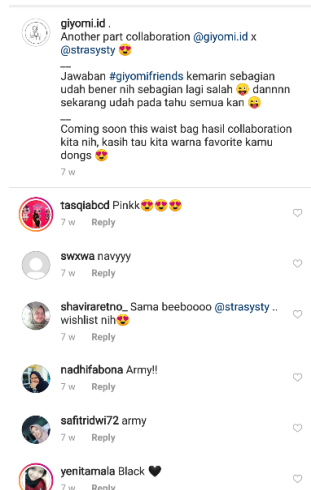 giyomi.id .
Another part collaboration @giyomi.id x
@strasysty 😍
__
Jawaban #giyomifriends kemarin sebagian
udah bener nih sebagian lagi salah 😜 dannnn
sekarang udah pada tahu semua kan 😜
__
Coming soon this waist bag hasil collaboration
kita nih, kasih tau kita warna favorite kamu
dongs 😍
7 w
tasqiabcd Pinkk😍😍😍
7 w Reply
swxwa navyyy
7 w Reply
shaviraretno_ Sama beeboooo @strasysty ..
wishlist nih😍
7 w Reply
nadhifabona Army!!
7 w Reply
safitridwi72 army
7 w Reply
yenitamala Black 🖤
7 w Reply